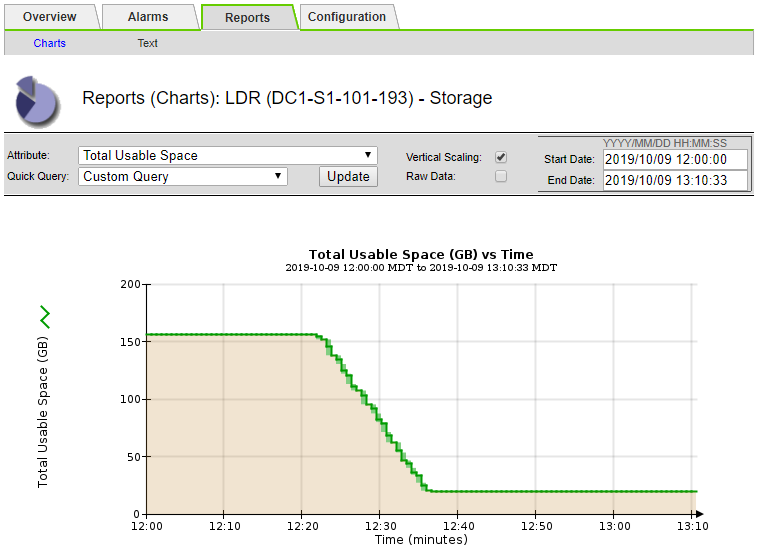 Overview Alarms Reports Configuration
Charts Text
Reports (Charts): LDR (DC1-S1-101-193) - Storage
YYYY/MM/DD HH:MM:SS
Attribute: Total Usable Space Vertical Scaling: Start Date: 2019/10/09 12:00:00
Quick Query: Custom Query Update Raw Data: End Date: 2019/10/09 13:10:33
Total Usable Space (GB) vs Time
2019-10-09 12:00:00 MDT to 2019-10-09 13:10:33 MDT
Total Usable Space (GB)
200
150
100
50
0
12:00 12:10 12:20 12:30 12:40 12:50 13:00 13:10
Time (minutes)